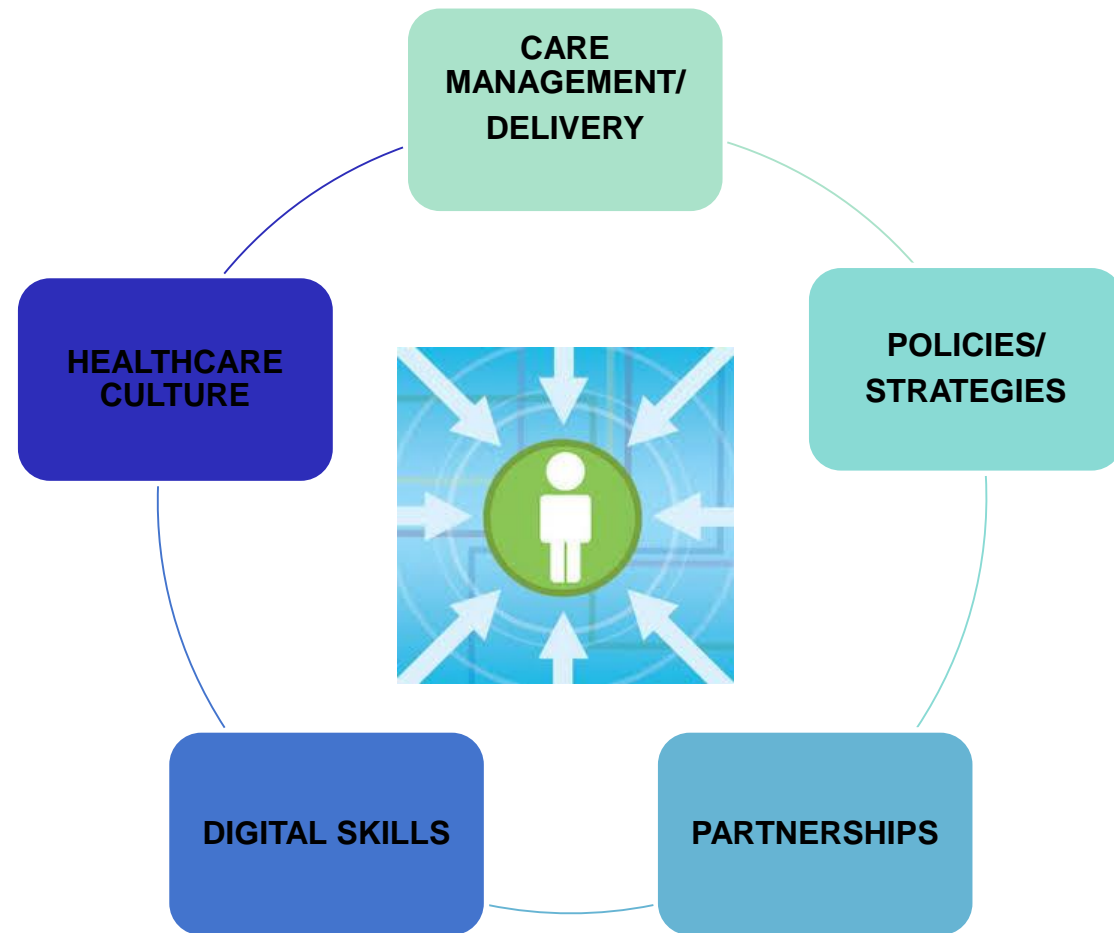 CARE
MANAGEMENT/
DELIVERY
POLICIES/
STRATEGIES
PARTNERSHIPS
DIGITAL SKILLS
HEALTHCARE
CULTURE